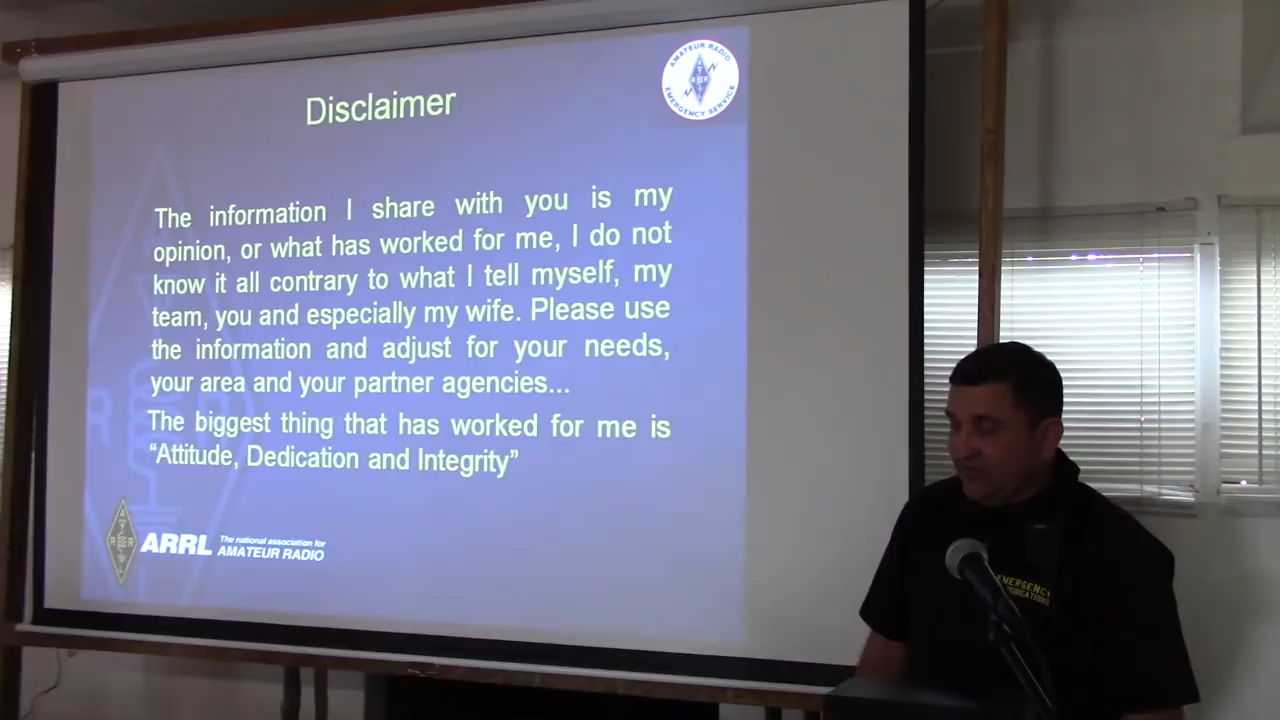 Disclaimer
AMATEUR RADIO
EMERGENCY SERVICE
The information I share with you is my
opinion, or what has worked for me, I do not
know it all contrary to what I tell myself, my
team, you and especially my wife. Please use
the information and adjust for your needs,
your area and your partner agencies...
The biggest thing that has worked for me is
“Attitude, Dedication and Integrity”
ARRL The national association for
AMATEUR RADIO
EMERGENCY